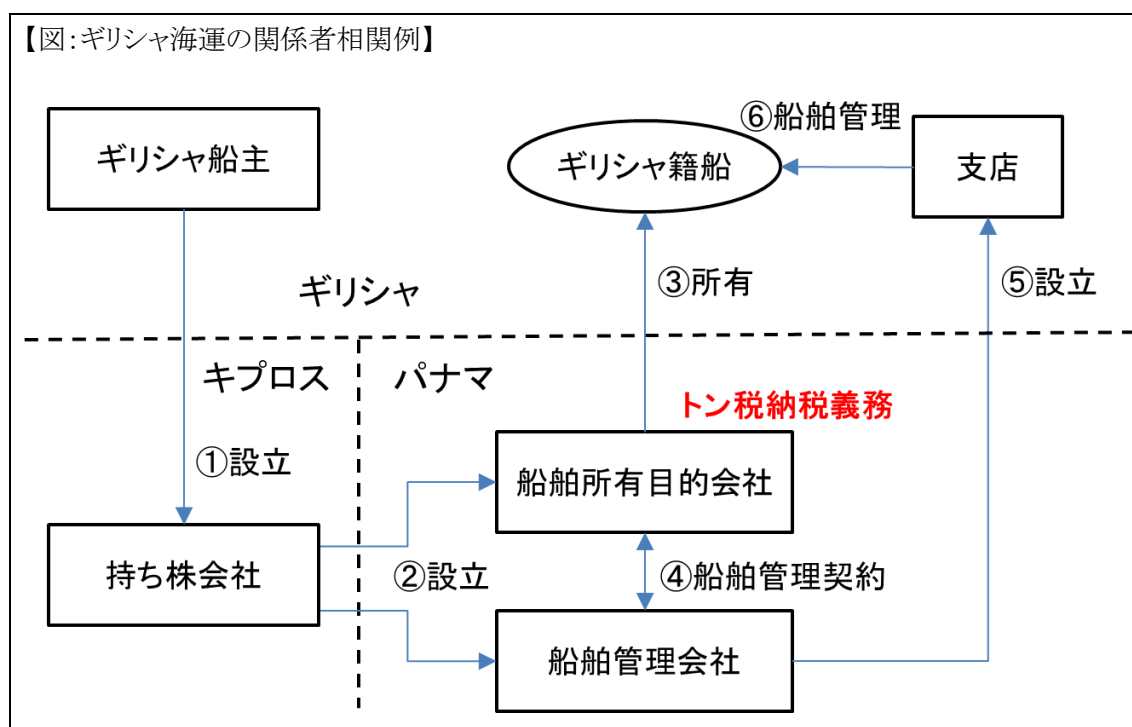 【図:ギリシャ海運の関係者相関例】
ギリシャ船主
ギリシャ籍船
⑥船舶管理
支店
ギリシャ
③所有
⑤設立
キプロス
パナマ
トン税納税義務
①設立
船舶所有目的会社
持ち株会社
②設立
④船舶管理契約
船舶管理会社